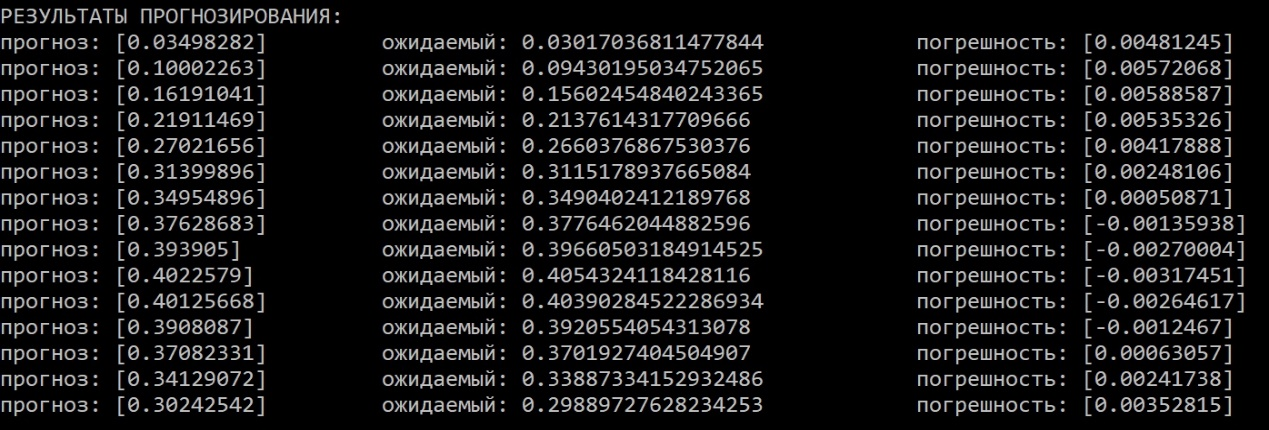 РЕЗУЛЬТАТЫ ПРОГНОЗИРОВАНИЯ:
прогноз: [0.03498282] ожидаемый: 0.03017036811477844 погрешность: [0.00481245]
прогноз: [0.10002263] ожидаемый: 0.09430195034752065 погрешность: [0.00572068]
прогноз: [0.16191041] ожидаемый: 0.15602454840243365 погрешность: [0.00588587]
прогноз: [0.21911469] ожидаемый: 0.2137614317709666 погрешность: [0.00535326]
прогноз: [0.27021656] ожидаемый: 0.2660376867530376 погрешность: [0.00417888]
прогноз: [0.31399896] ожидаемый: 0.3115178937665084 погрешность: [0.00248106]
прогноз: [0.34954896] ожидаемый: 0.3490402412189768 погрешность: [0.00050871]
прогноз: [0.37628683] ожидаемый: 0.3776462044882596 погрешность: [-0.00135938]
прогноз: [0.393905] ожидаемый: 0.39660503184914525 погрешность: [-0.00270004]
прогноз: [0.4022579] ожидаемый: 0.4054324118428116 погрешность: [-0.00317451]
прогноз: [0.40125668] ожидаемый: 0.40390284522286934 погрешность: [-0.00264617]
прогноз: [0.3908087] ожидаемый: 0.3920554054313078 погрешность: [-0.0012467]
прогноз: [0.37082331] ожидаемый: 0.3701927404504907 погрешность: [0.00063057]
прогноз: [0.34129072] ожидаемый: 0.33887334152932486 погрешность: [0.00241738]
прогноз: [0.30242542] ожидаемый: 0.29889727628234253 погрешность: [0.00352815]